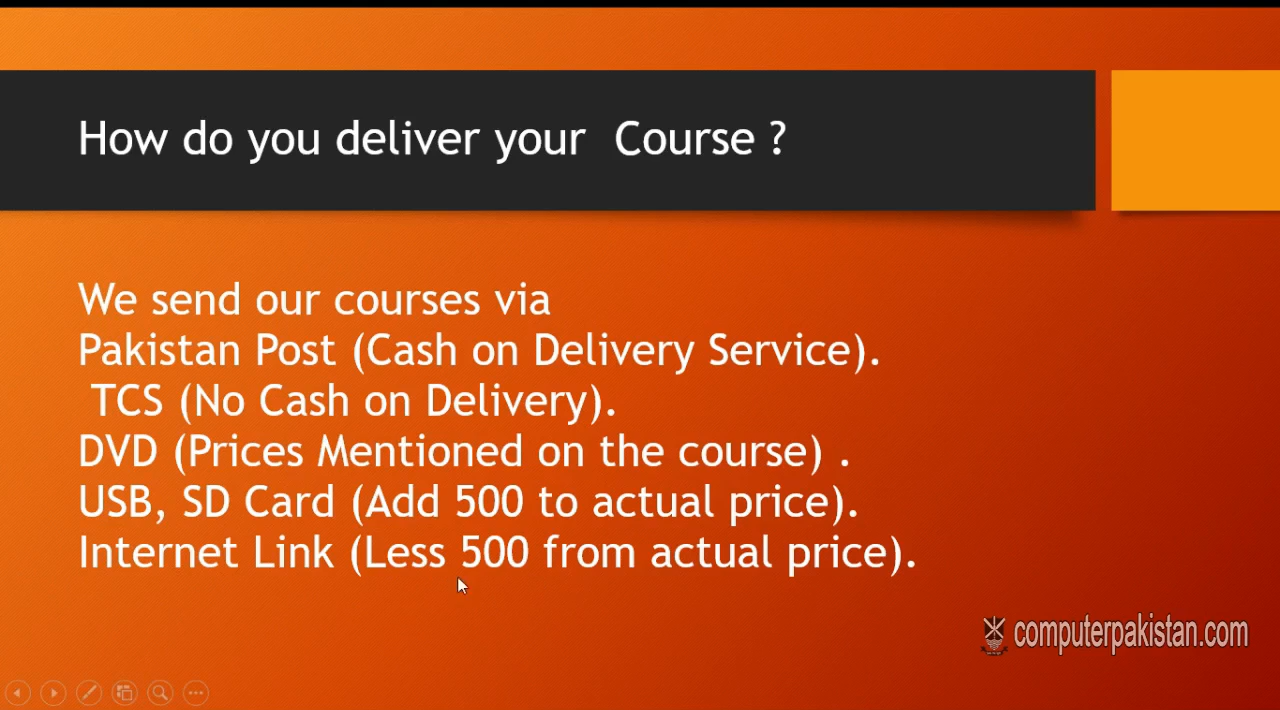 How do you deliver your  Course ?
We send our courses via
Pakistan Post (Cash on Delivery Service).
TCS (No Cash on Delivery).
DVD (Prices Mentioned on the course) .
USB, SD Card (Add 500 to actual price).
Internet Link (Less 500 from actual price).
computerpakistan.com